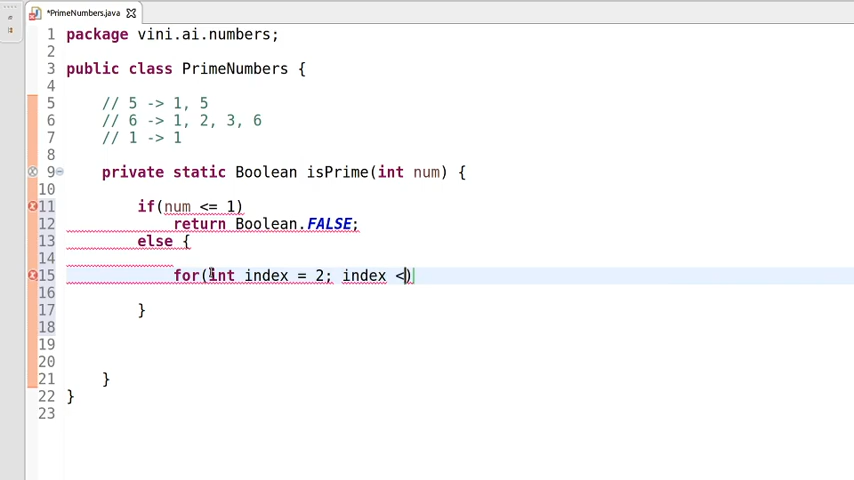 *PrimeNumbers.java
1 package vini.ai.numbers;
2
3 public class PrimeNumbers {
4
5 // 5 -> 1, 5
6 // 6 -> 1, 2, 3, 6
7 // 1 -> 1
8
9 private static Boolean isPrime(int num) {
10
11 if(num <= 1)
12 return Boolean.FALSE;
13 else {
14
15 for(int index = 2; index <)
16
17 }
18
19
20
21 }
22 }
23